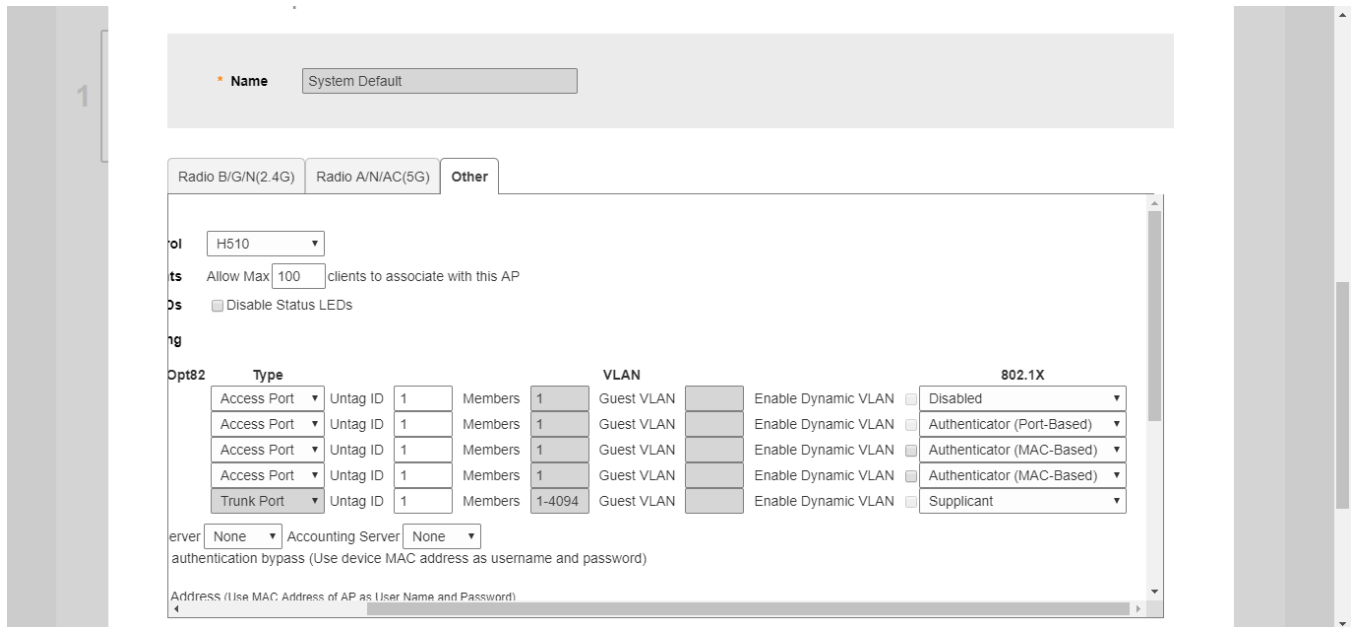 1
* Name System Default
Radio B/G/N(2.4G) Radio A/N/AC(5G) Other
rol H510
ts Allow Max 100 clients to associate with this AP
Ds Disable Status LEDs
ng
Opt82 Type VLAN 802.1X
Access Port Untag ID 1 Members 1 Guest VLAN Enable Dynamic VLAN Disabled
Access Port Untag ID 1 Members 1 Guest VLAN Enable Dynamic VLAN Authenticator (Port-Based)
Access Port Untag ID 1 Members 1 Guest VLAN Enable Dynamic VLAN Authenticator (MAC-Based)
Access Port Untag ID 1 Members 1 Guest VLAN Enable Dynamic VLAN Authenticator (MAC-Based)
Trunk Port Untag ID 1 Members 1-4094 Guest VLAN Enable Dynamic VLAN Supplicant
erver None Accounting Server None
authentication bypass (Use device MAC address as username and password)
Address (Use MAC Address of AP as User Name and Password)